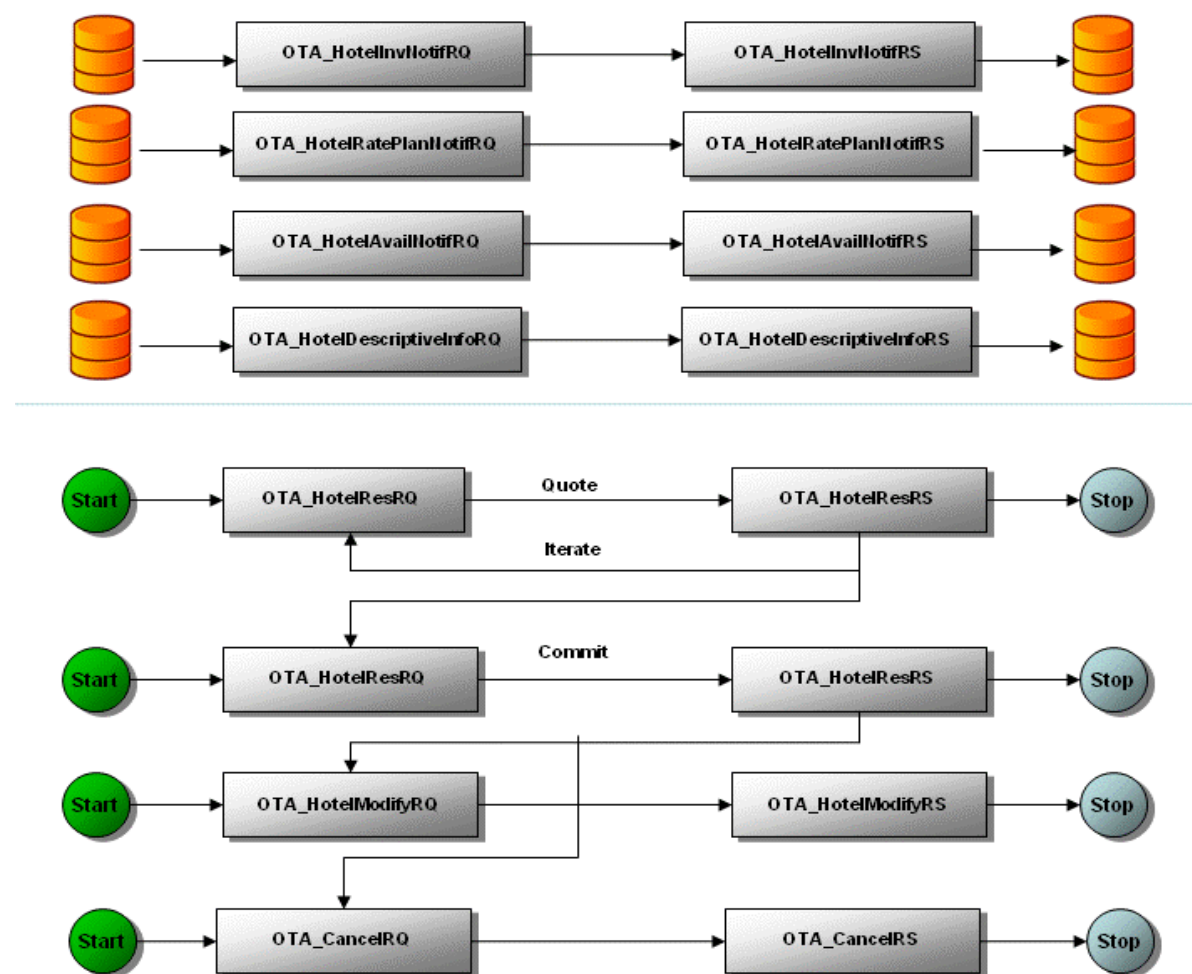 OTA_HotelInvNotifRQ
OTA_HotelInvNotifRS
OTA_HotelRatePlanNotifRQ
OTA_HotelRatePlanNotifRS
OTA_HotelAvailNotifRQ
OTA_HotelAvailNotifRS
OTA_HotelDescriptiveInfoRQ
OTA_HotelDescriptiveInfoRS
Start
OTA_HotelResRQ
Quote
OTA_HotelResRS
Stop
Iterate
Start
OTA_HotelResRQ
Commit
OTA_HotelResRS
Stop
Start
OTA_HotelModifyRQ
OTA_HotelModifyRS
Stop
Start
OTA_CancelRQ
OTA_CancelRS
Stop